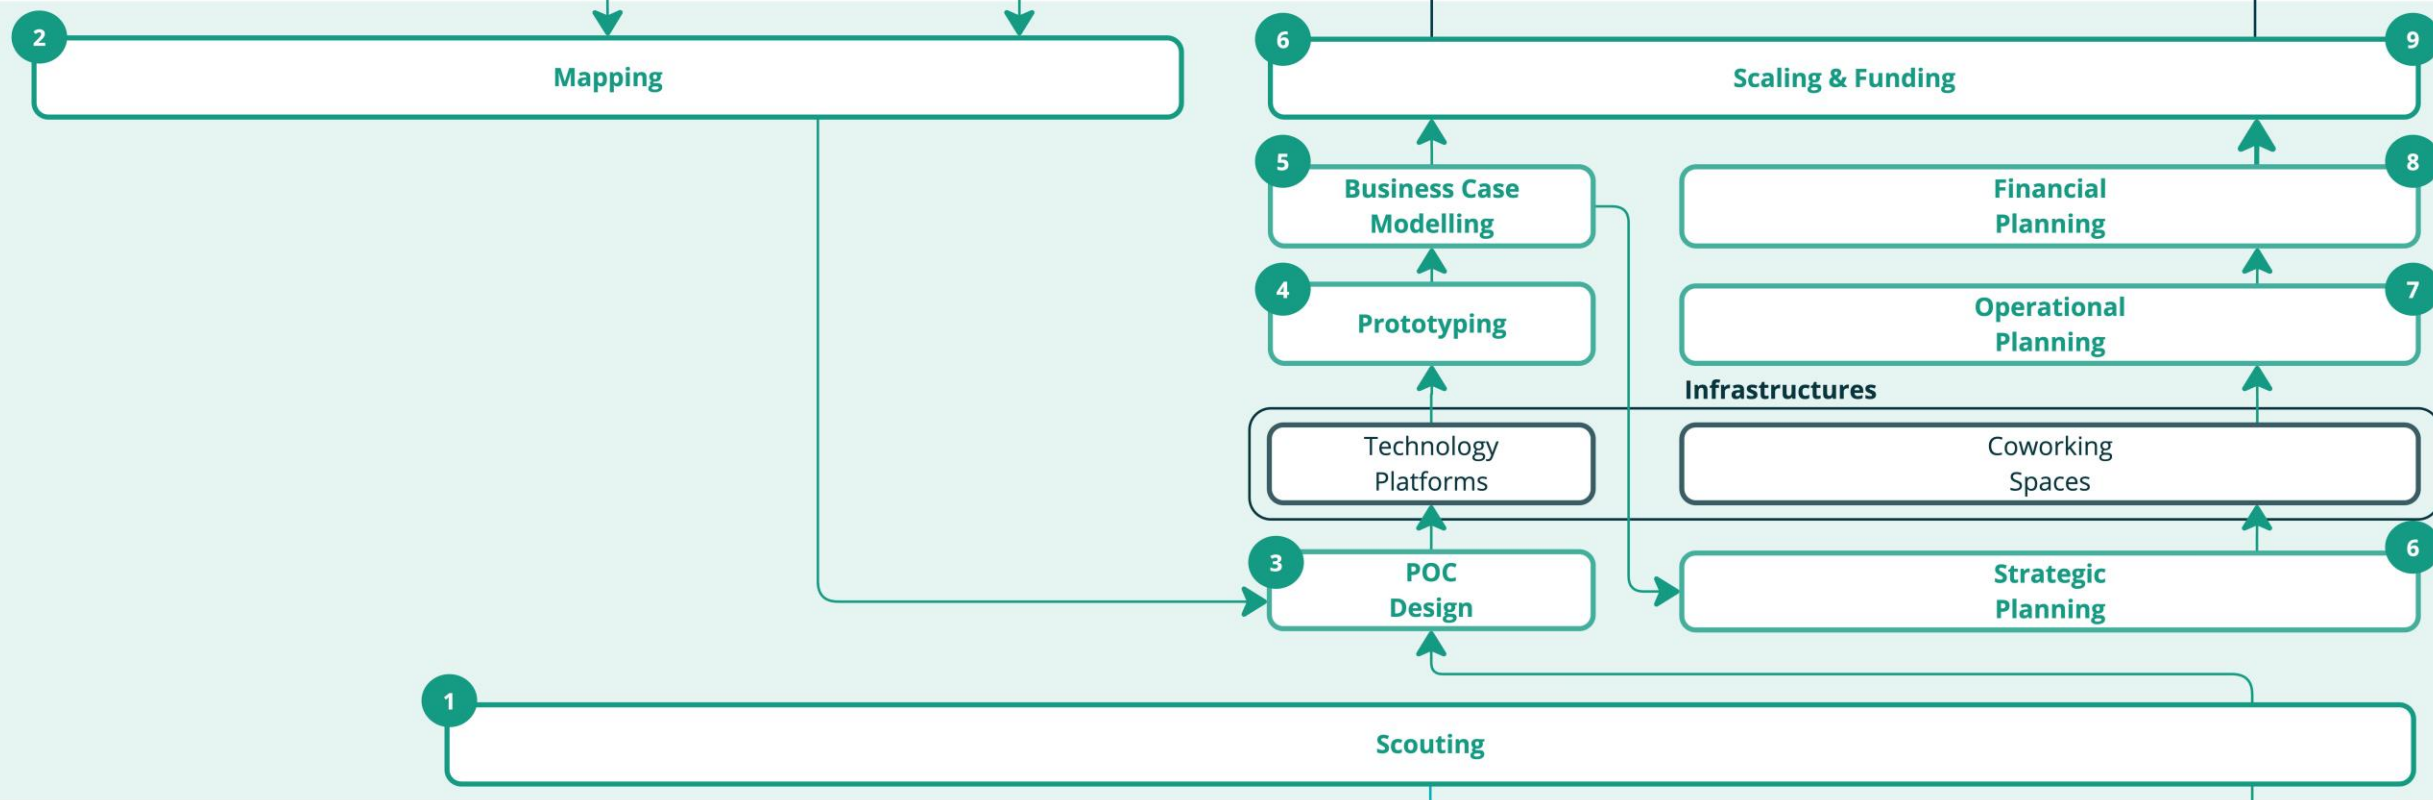 2
Mapping
6
Scaling & Funding
9
5
Business Case
Modelling
Financial
Planning
8
4
Prototyping
Operational
Planning
7
Infrastructures
Technology
Platforms
Coworking
Spaces
3
POC
Design
Strategic
Planning
6
1
Scouting